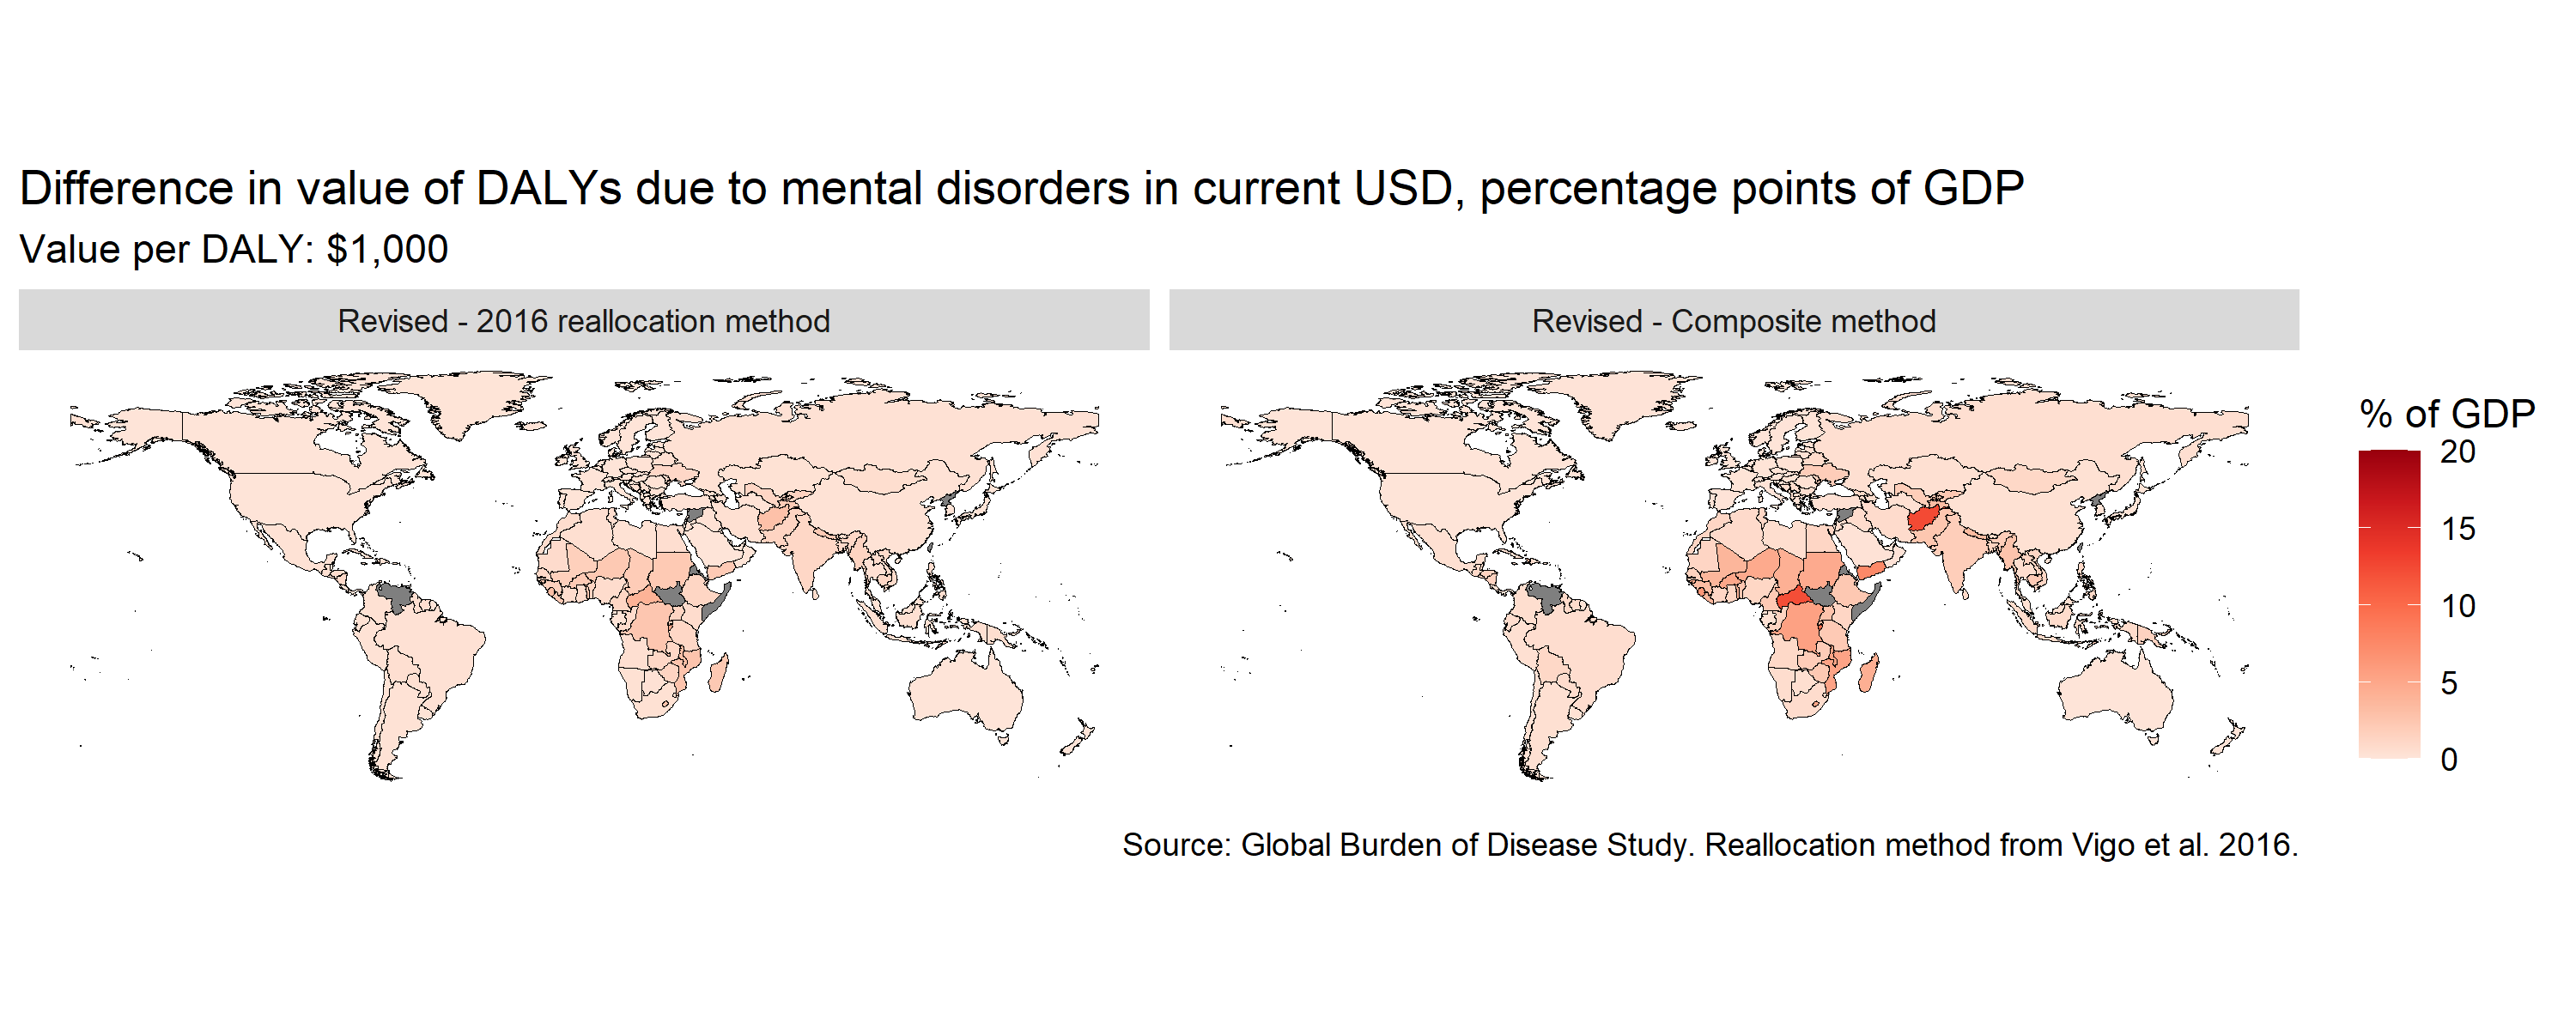 Difference in value of DALYs due to mental disorders in current USD, percentage points of GDP
Value per DALY: $1,000
Revised - 2016 reallocation method
Revised - Composite method
% of GDP
20
15
10
5
0
Source: Global Burden of Disease Study. Reallocation method from Vigo et al. 2016.